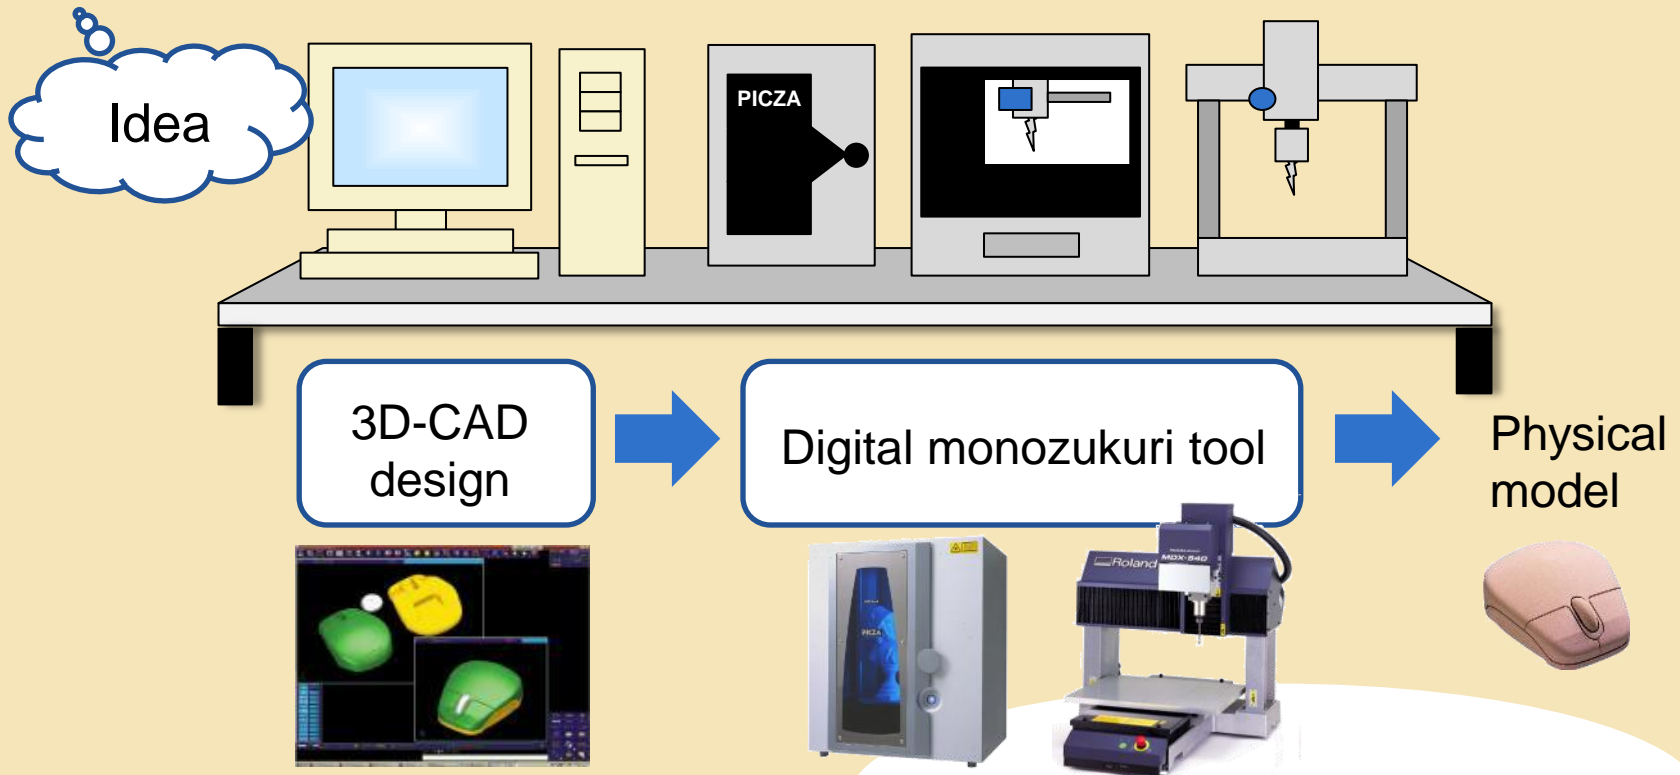 Idea
PICZA
3D-CAD
design
Digital monozukuri tool
Physical
model
PICZA
Roland
MDX-540